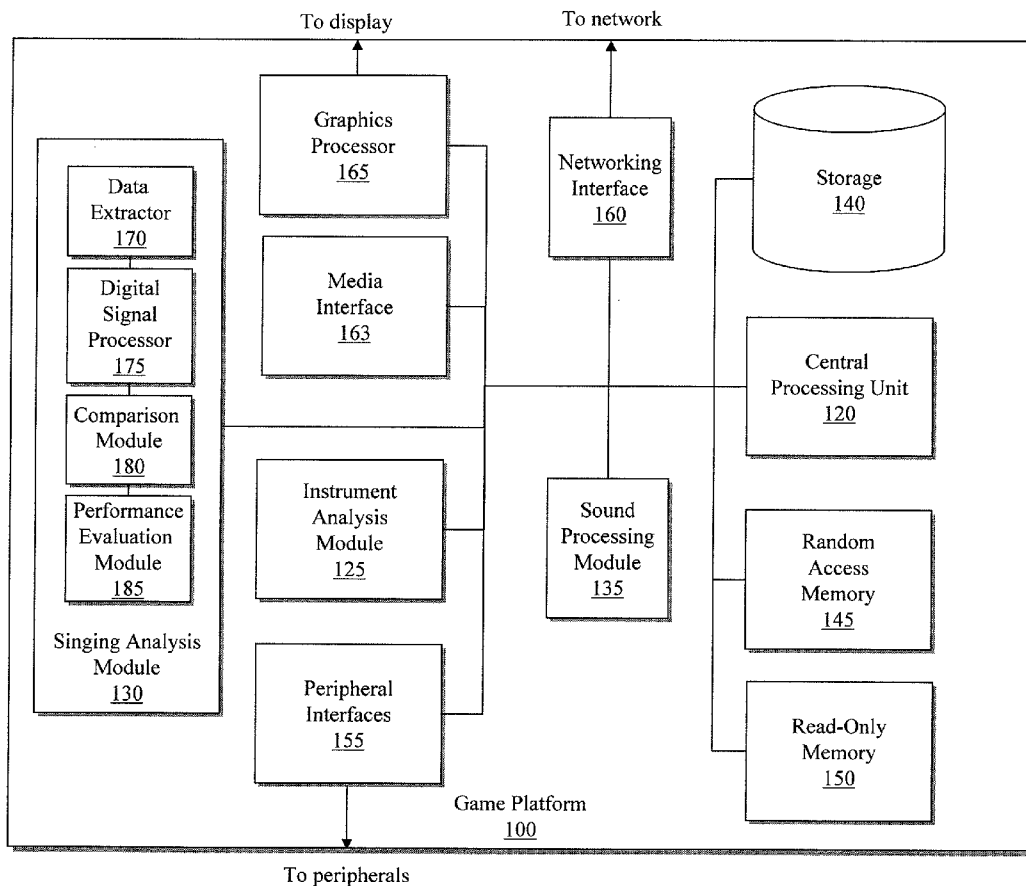 To display
To network
Graphics
Processor
165
Networking
Interface
160
Storage
140
Data
Extractor
170
Digital
Signal
Processor
175
Comparison
Module
180
Performance
Evaluation
Module
185
Singing Analysis
Module
130
Media
Interface
163
Central
Processing Unit
120
Instrument
Analysis
Module
125
Sound
Processing
Module
135
Random
Access
Memory
145
Peripheral
Interfaces
155
Read-Only
Memory
150
Game Platform
100
To peripherals